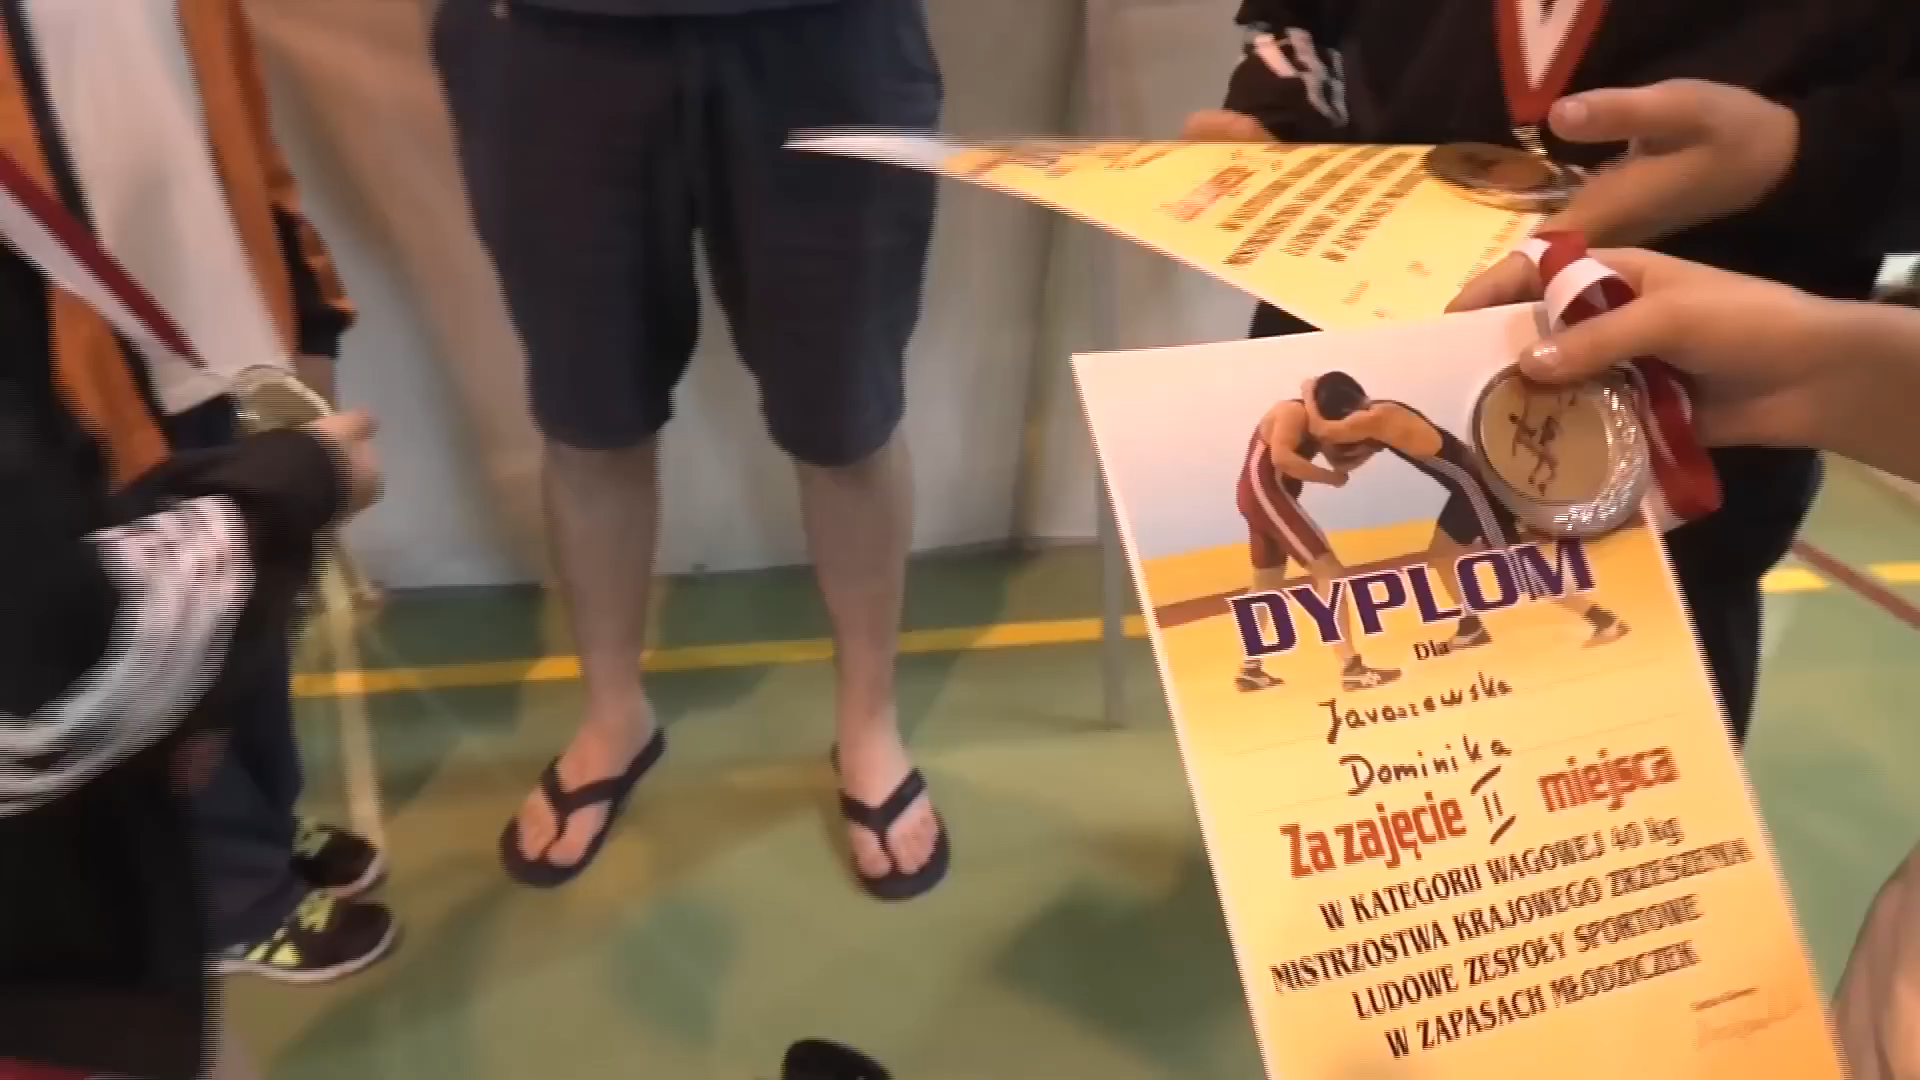 DYPLOM
Dla
Jaroszewska
Dominika
Za zajęcie II miejsca
W KATEGORII WAGOWEJ 40 kg
MISTRZOSTWA KRAJOWEGO ZRZESZENIA
LUDOWE ZESPOŁY SPORTOWE
W ZAPASACH MŁODZICZEK